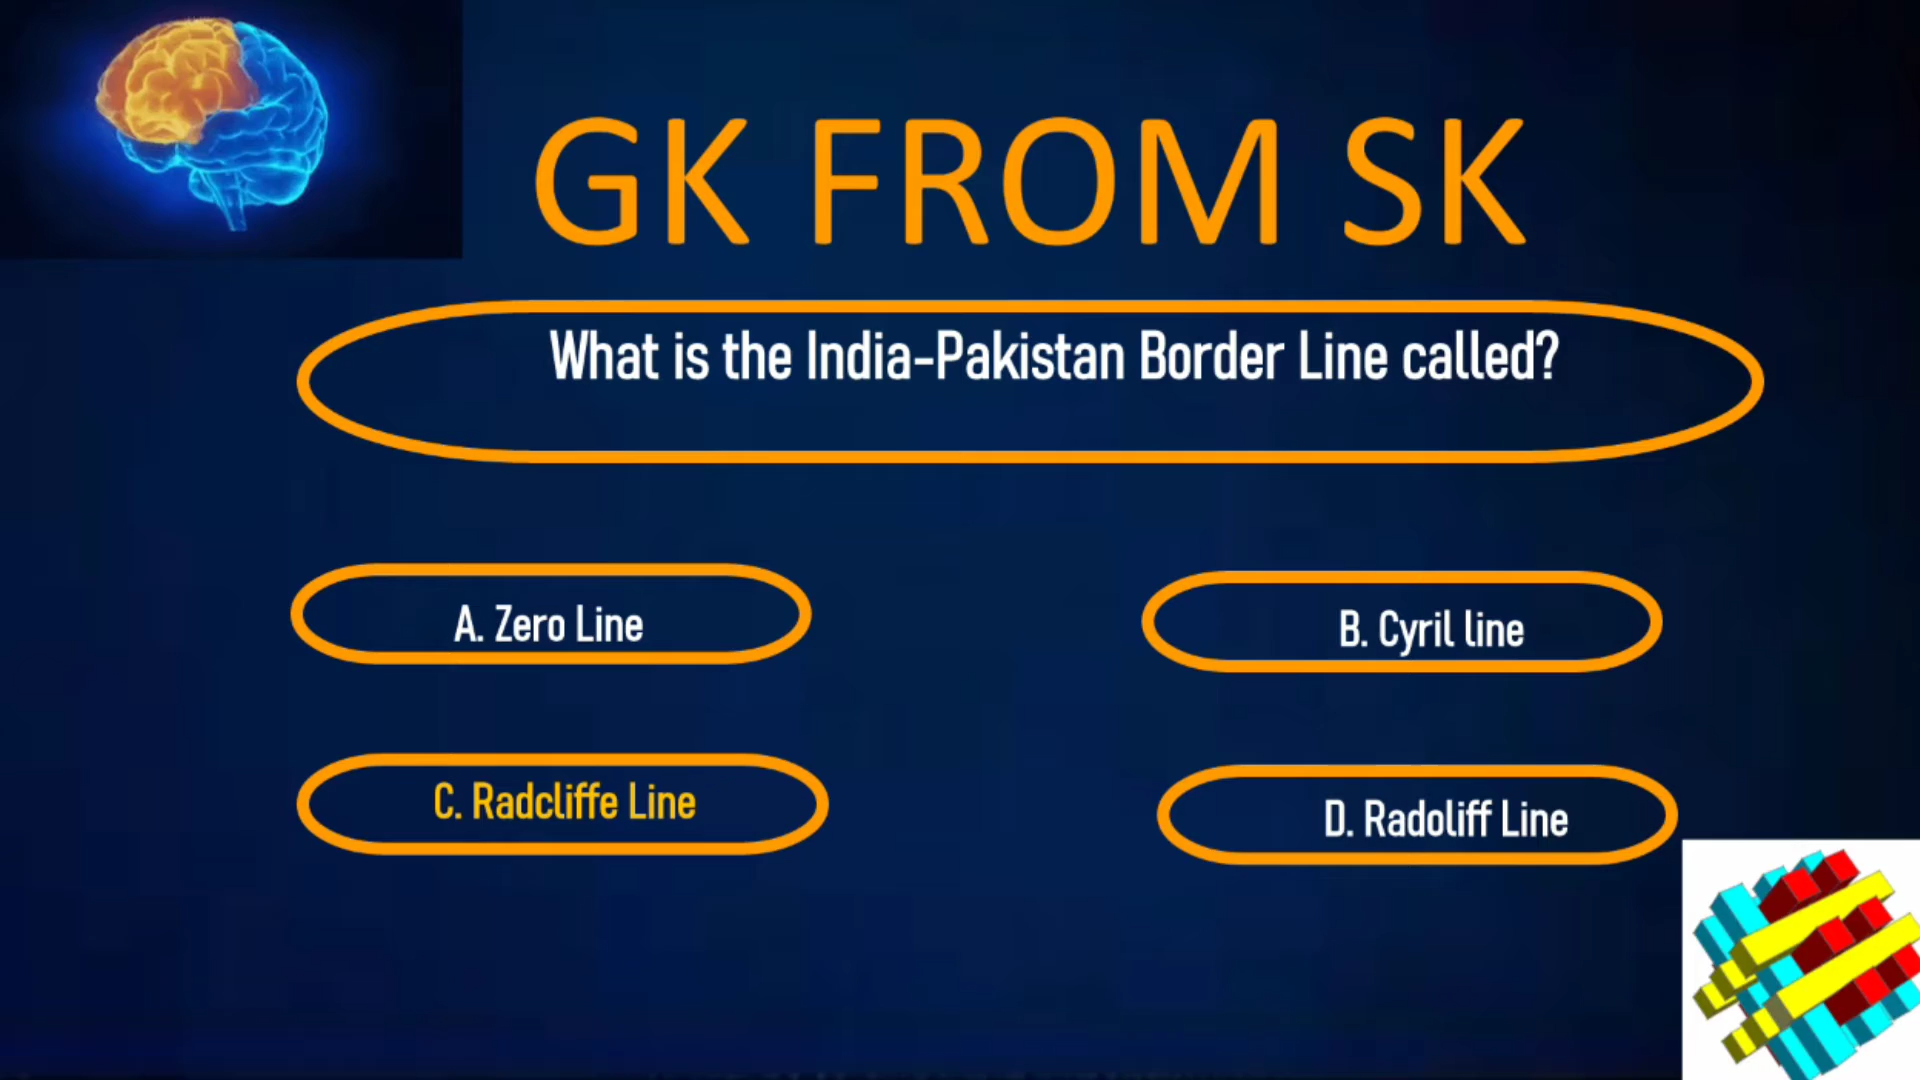 GK FROM SK
What is the India-Pakistan Border Line called?
A. Zero Line
B. Cyril line
C. Radcliffe Line
D. Radoliff Line